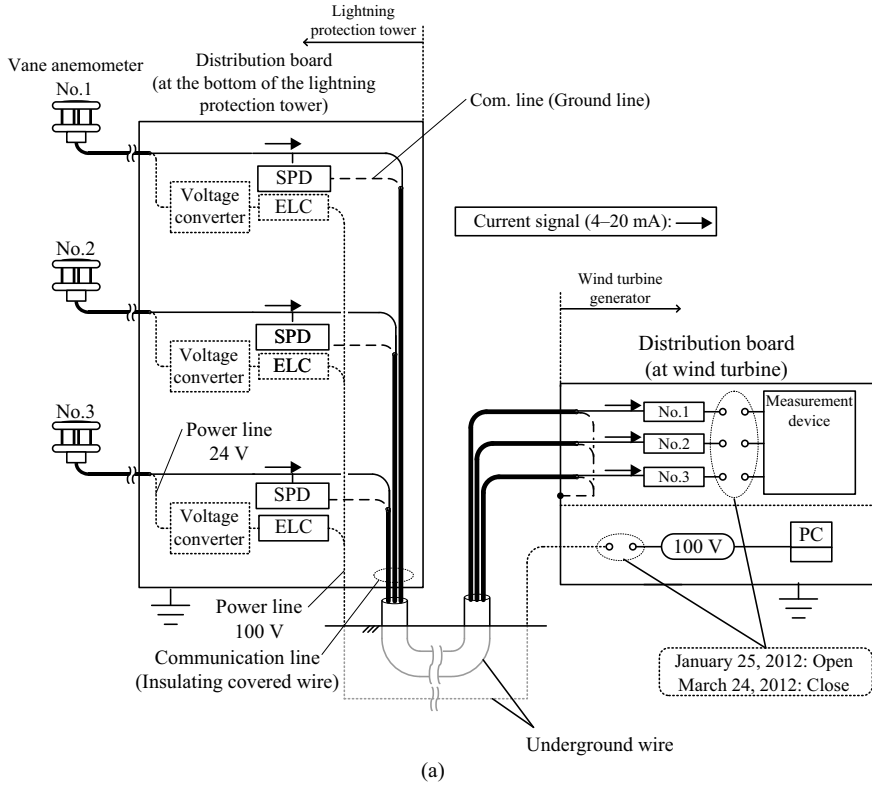 Lightning
protection tower
Vane anemometer
No.1
Distribution board
(at the bottom of the lightning
protection tower)
Com. line (Ground line)
SPD
Voltage
converter
ELC
Current signal (4–20 mA):
No.2
SPD
Voltage
converter
ELC
Wind turbine
generator
Distribution board
(at wind turbine)
No.3
Power line
24 V
SPD
Voltage
converter
ELC
No.1
No.2
No.3
Measurement
device
100 V
PC
Power line
100 V
Communication line
(Insulating covered wire)
January 25, 2012: Open
March 24, 2012: Close
Underground wire
(a)